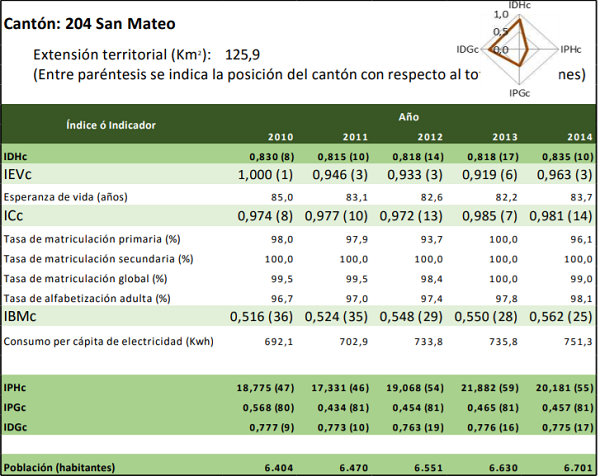 Cantón: 204 San Mateo
Extensión territorial (Km²): 125,9
(Entre paréntesis se indica la posición del cantón con respecto al nes)
IDHc
1,0
0,5
0,0
IDGc
IPHc
IPGc
Índice ó Indicador Año
2010 2011 2012 2013 2014
IDHc 0,830 (8) 0,815 (10) 0,818 (14) 0,818 (17) 0,835 (10)
IEVc 1,000 (1) 0,946 (3) 0,933 (3) 0,919 (6) 0,963 (3)
Esperanza de vida (años) 85,0 83,1 82,6 82,2 83,7
ICc 0,974 (8) 0,977 (10) 0,972 (13) 0,985 (7) 0,981 (14)
Tasa de matriculación primaria (%) 98,0 97,9 93,7 100,0 96,1
Tasa de matriculación secundaria (%) 100,0 100,0 100,0 100,0 100,0
Tasa de matriculación global (%) 99,5 99,5 98,4 100,0 99,0
Tasa de alfabetización adulta (%) 96,7 97,0 97,4 97,8 98,1
IBMc 0,516 (36) 0,524 (35) 0,548 (29) 0,550 (28) 0,562 (25)
Consumo per cápita de electricidad (Kwh) 692,1 702,9 733,8 735,8 751,3
IPHc 18,775 (47) 17,331 (46) 19,068 (54) 21,882 (59) 20,181 (55)
IPGc 0,568 (80) 0,434 (81) 0,454 (81) 0,465 (81) 0,457 (81)
IDGc 0,777 (9) 0,773 (10) 0,763 (19) 0,776 (16) 0,775 (17)
Población (habitantes) 6.404 6.470 6.551 6.630 6.701